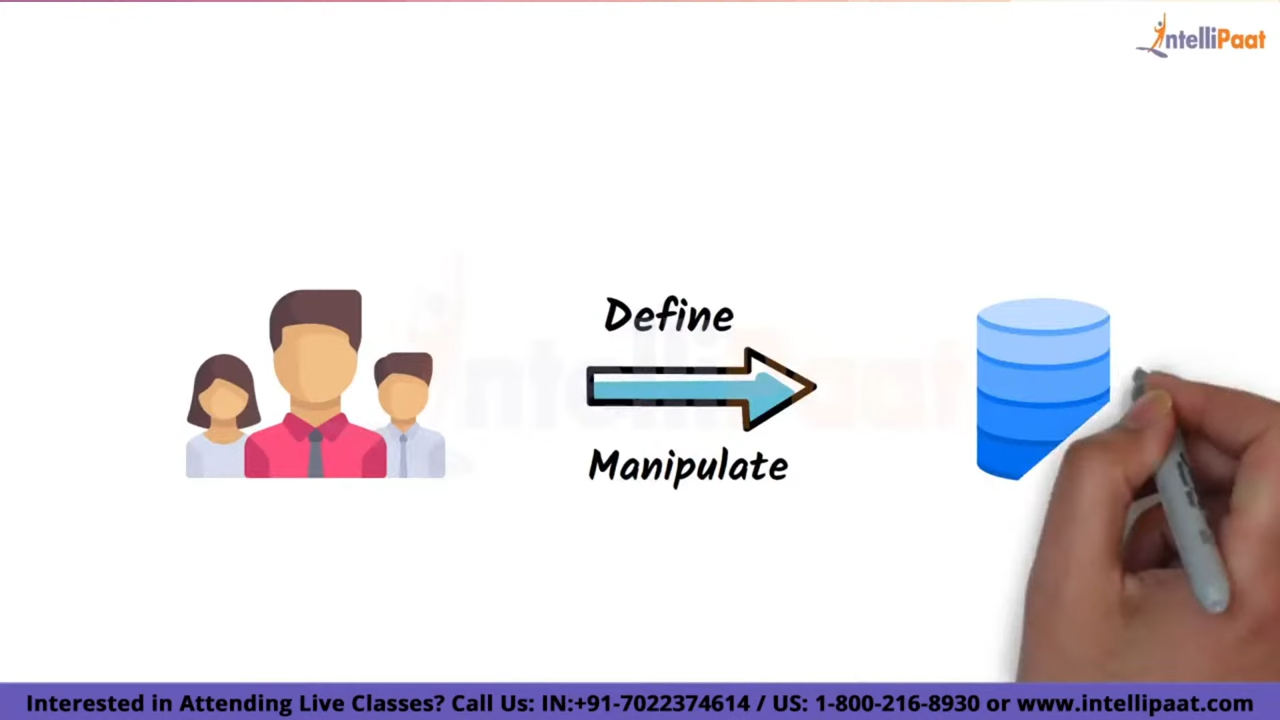 IntelliPaat
Define
IntelliPaat
Manipulate
Interested in Attending Live Classes? Call Us: IN:+91-7022374614 / US: 1-800-216-8930 or www.intellipaat.com